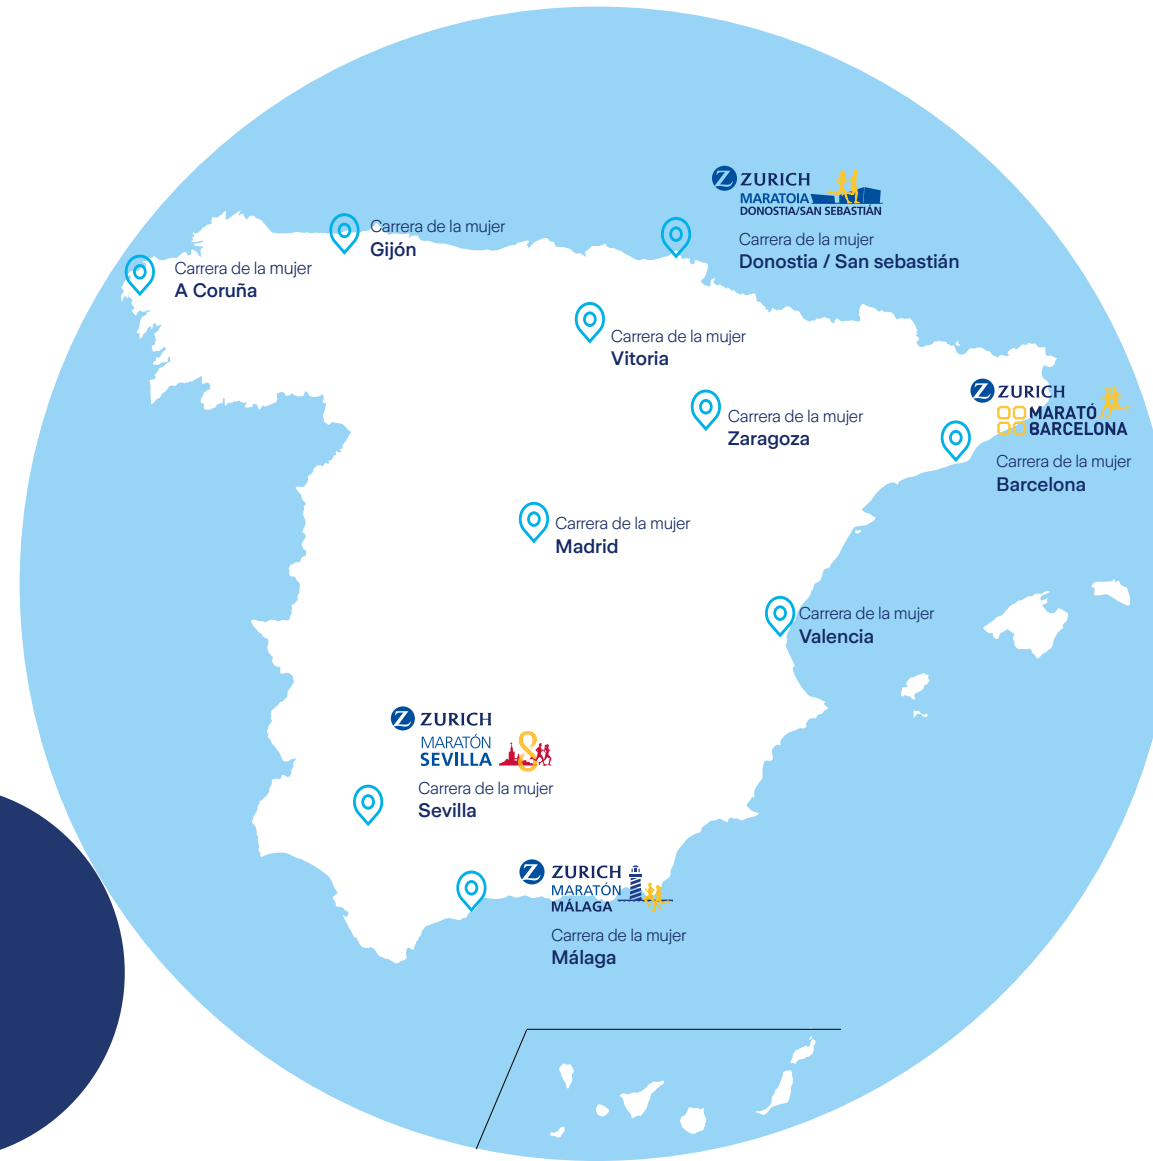 ZURICH
MARATOIA
DONOSTIA/SAN SEBASTIÁN
Carrera de la mujer
Donostia / San sebastián
Carrera de la mujer
Gijón
Carrera de la mujer
A Coruña
Carrera de la mujer
Vitoria
ZURICH
MARATÓ
BARCELONA
Carrera de la mujer
Barcelona
Carrera de la mujer
Zaragoza
Carrera de la mujer
Madrid
Carrera de la mujer
Valencia
ZURICH
MARATÓN
SEVILLA
Carrera de la mujer
Sevilla
ZURICH
MARATÓN
MÁLAGA
Carrera de la mujer
Málaga